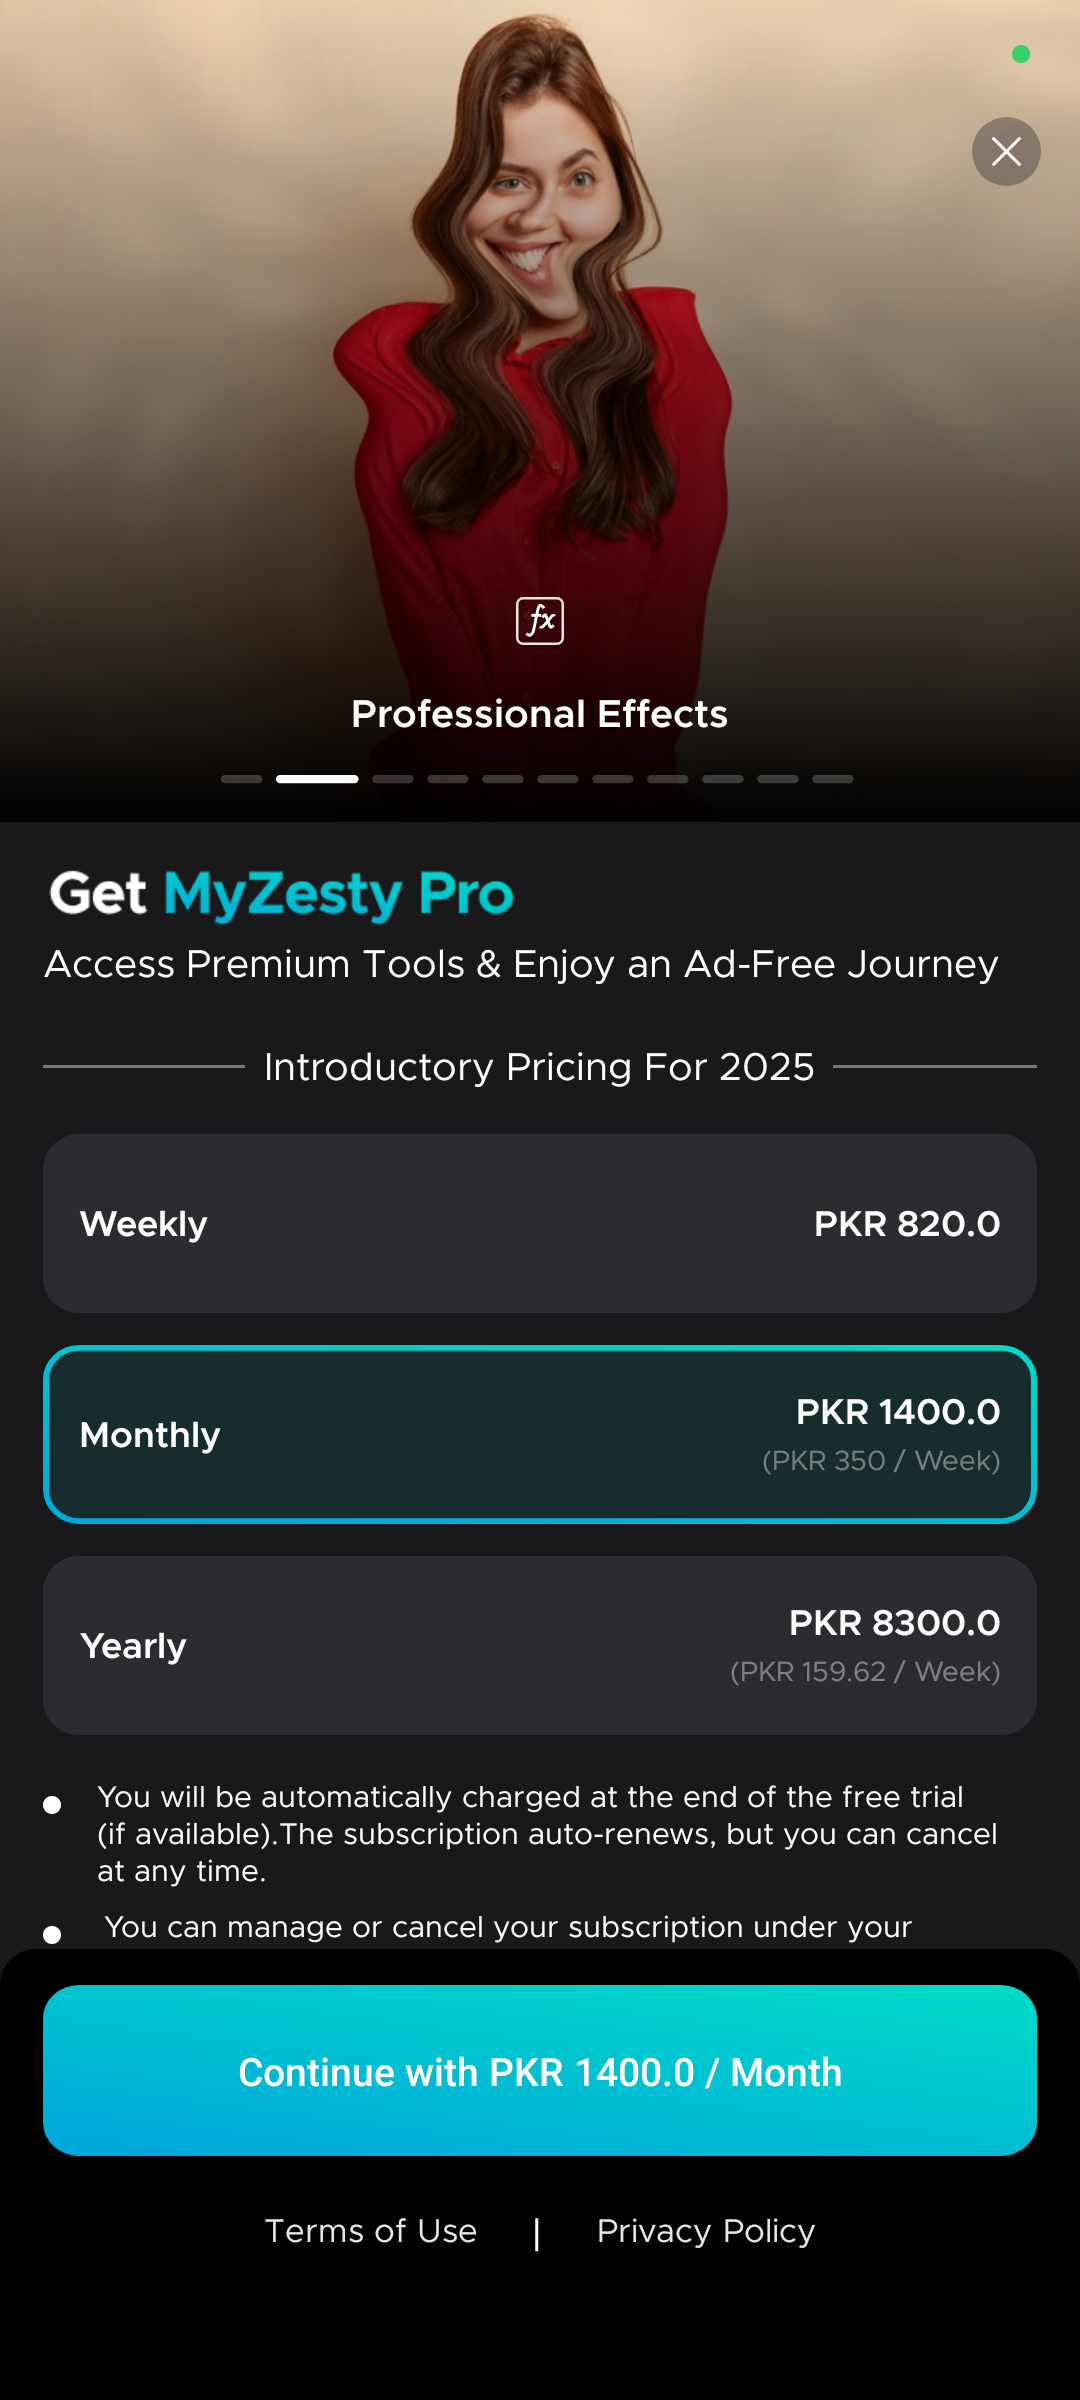 fx
Professional Effects
Get MyZesty Pro
Access Premium Tools & Enjoy an Ad-Free Journey
Introductory Pricing For 2025
Weekly
PKR 820.0
Monthly
PKR 1400.0
(PKR 350 / Week)
Yearly
PKR 8300.0
(PKR 159.62 / Week)
You will be automatically charged at the end of the free trial
(if available).The subscription auto-renews, but you can cancel
at any time.
You can manage or cancel your subscription under your
Continue with PKR 1400.0 / Month
Terms of Use | Privacy Policy